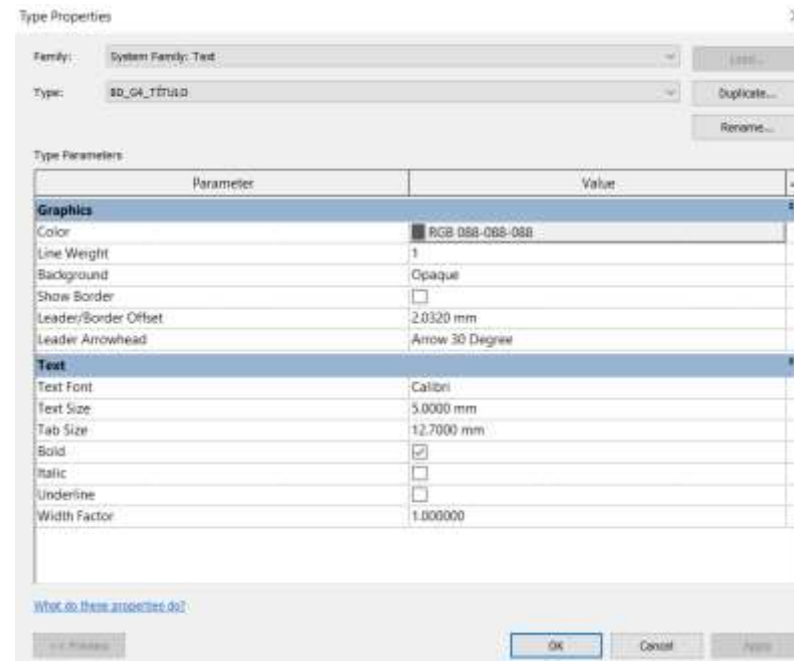 Type Properties
Family: System Family: Text Load...
Type: BD_G4_TÍTULO Duplicate...
Rename...
Type Parameters
Parameter Value
Graphics
Color RGB 088-088-088
Line Weight 1
Background Opaque
Show Border
Leader/Border Offset 2.0320 mm
Leader Arrowhead Arrow 30 Degree
Text
Text Font Calibri
Text Size 5.0000 mm
Tab Size 12.7000 mm
Bold
Italic
Underline
Width Factor 1.000000
What do these properties do?
<< Preview OK Cancel Apply